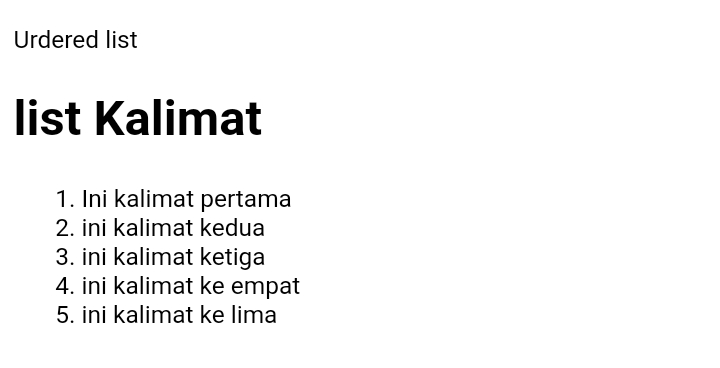 Urdered list
list Kalimat
1. Ini kalimat pertama
2. ini kalimat kedua
3. ini kalimat ketiga
4. ini kalimat ke empat
5. ini kalimat ke lima